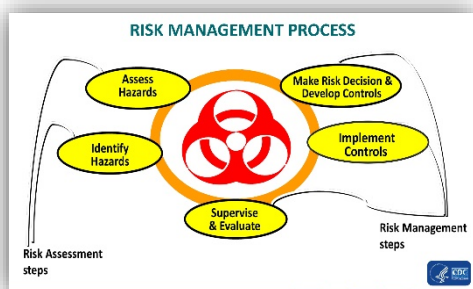 RISK MANAGEMENT PROCESS
Assess
Hazards
Make Risk Decision &
Develop Controls
Identify
Hazards
Implement
Controls
Supervise
& Evaluate
Risk Assessment
steps
Risk Management
steps
CDC